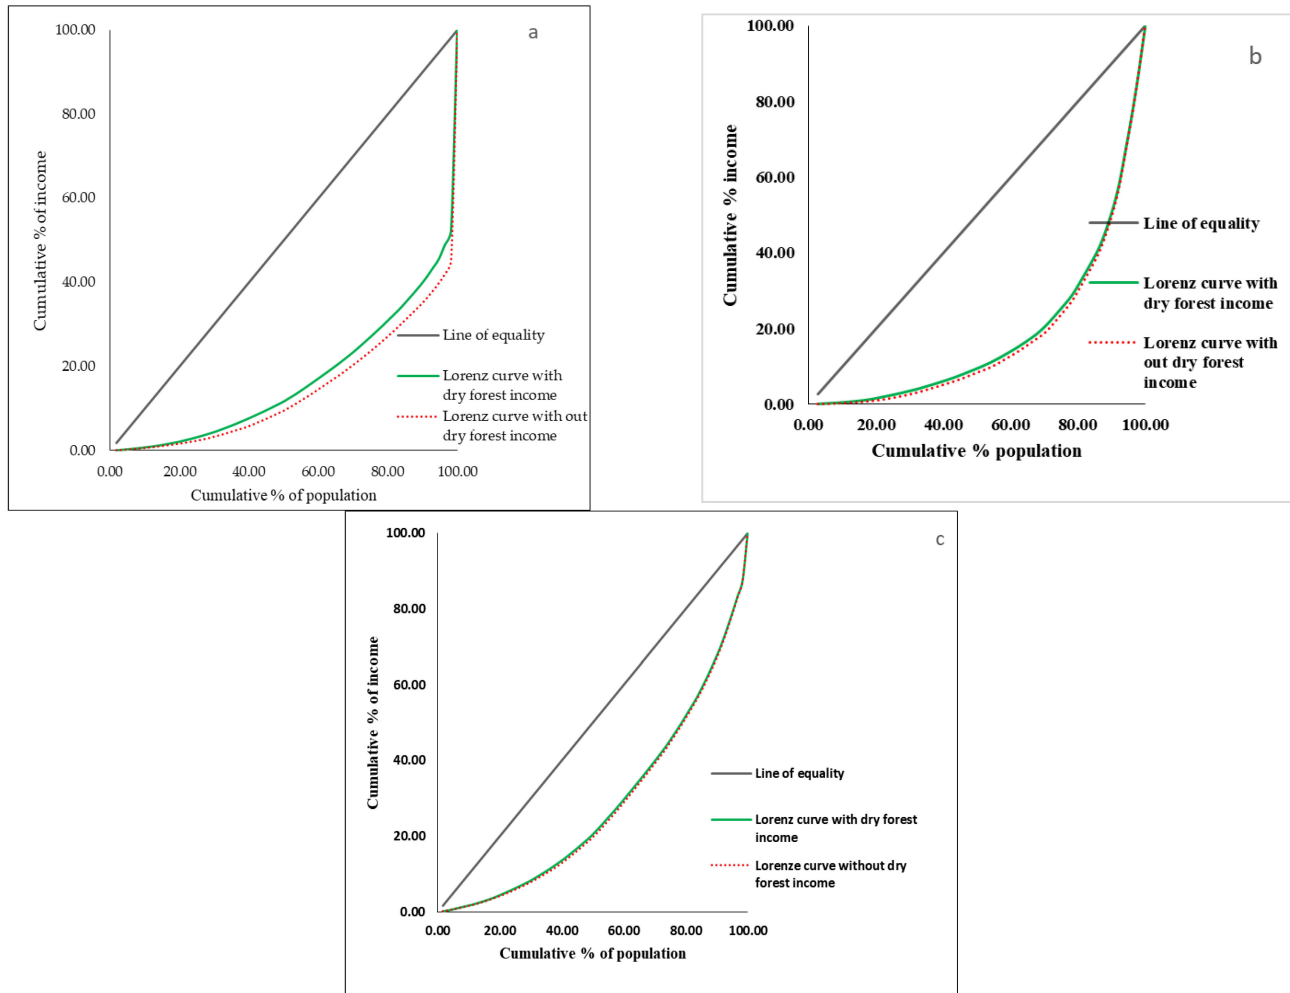 a
100.00
80.00
60.00
40.00
20.00
0.00
Cumulative % of income
Line of equality
Lorenz curve with
dry forest income
Lorenz curve with out
dry forest income
0.00 20.00 40.00 60.00 80.00 100.00
Cumulative % of population
b
100.00
80.00
60.00
40.00
20.00
0.00
Cumulative % income
Line of equality
Lorenz curve with
dry forest income
Lorenz curve with
out dry forest
income
0.00 20.00 40.00 60.00 80.00 100.00
Cumulative % population
c
100.00
80.00
60.00
40.00
20.00
0.00
Cumulative % of income
Line of equality
Lorenz curve with dry forest
income
Lorenze curve without dry
forest income
0.00 20.00 40.00 60.00 80.00 100.00
Cumulative % of population